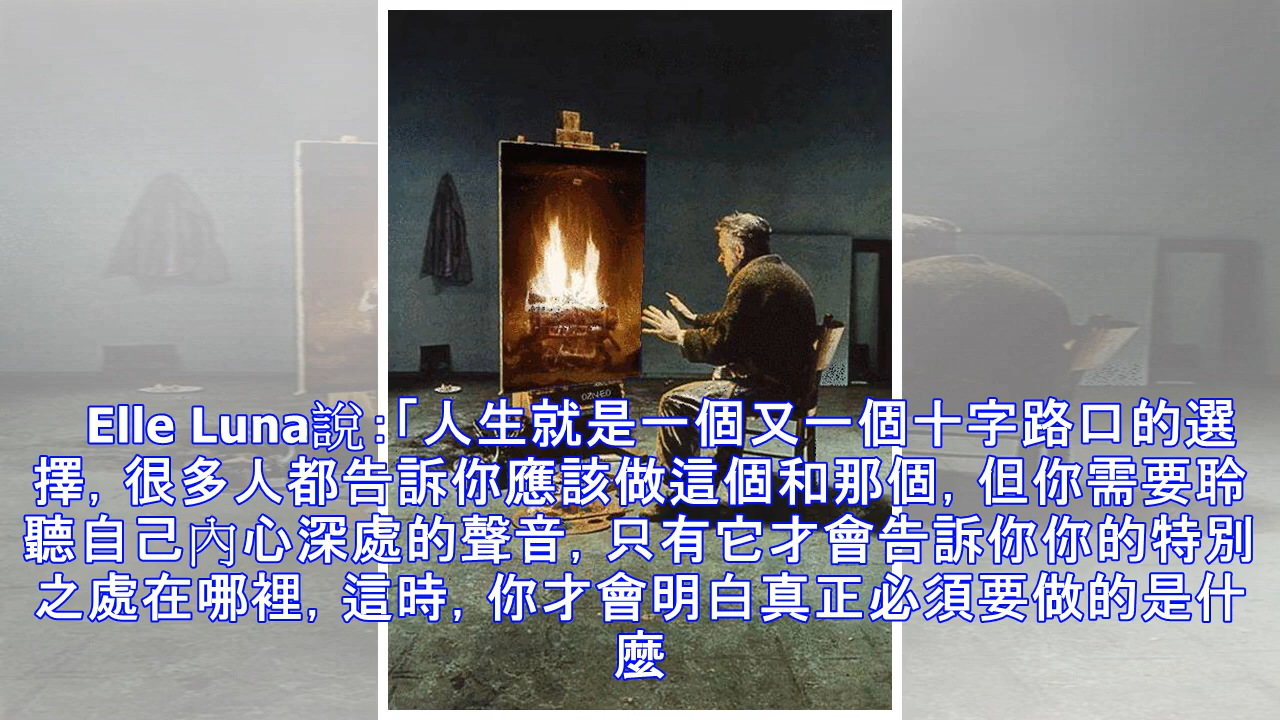 Elle Luna說:「人生就是一個又一個十字路口的選
擇, 很多人都告訴你應該做這個和那個, 但你需要聆
聽自己內心深處的聲音, 只有它才會告訴你你的特別
之處在哪裡, 這時, 你才會明白真正必須要做的是什
麼